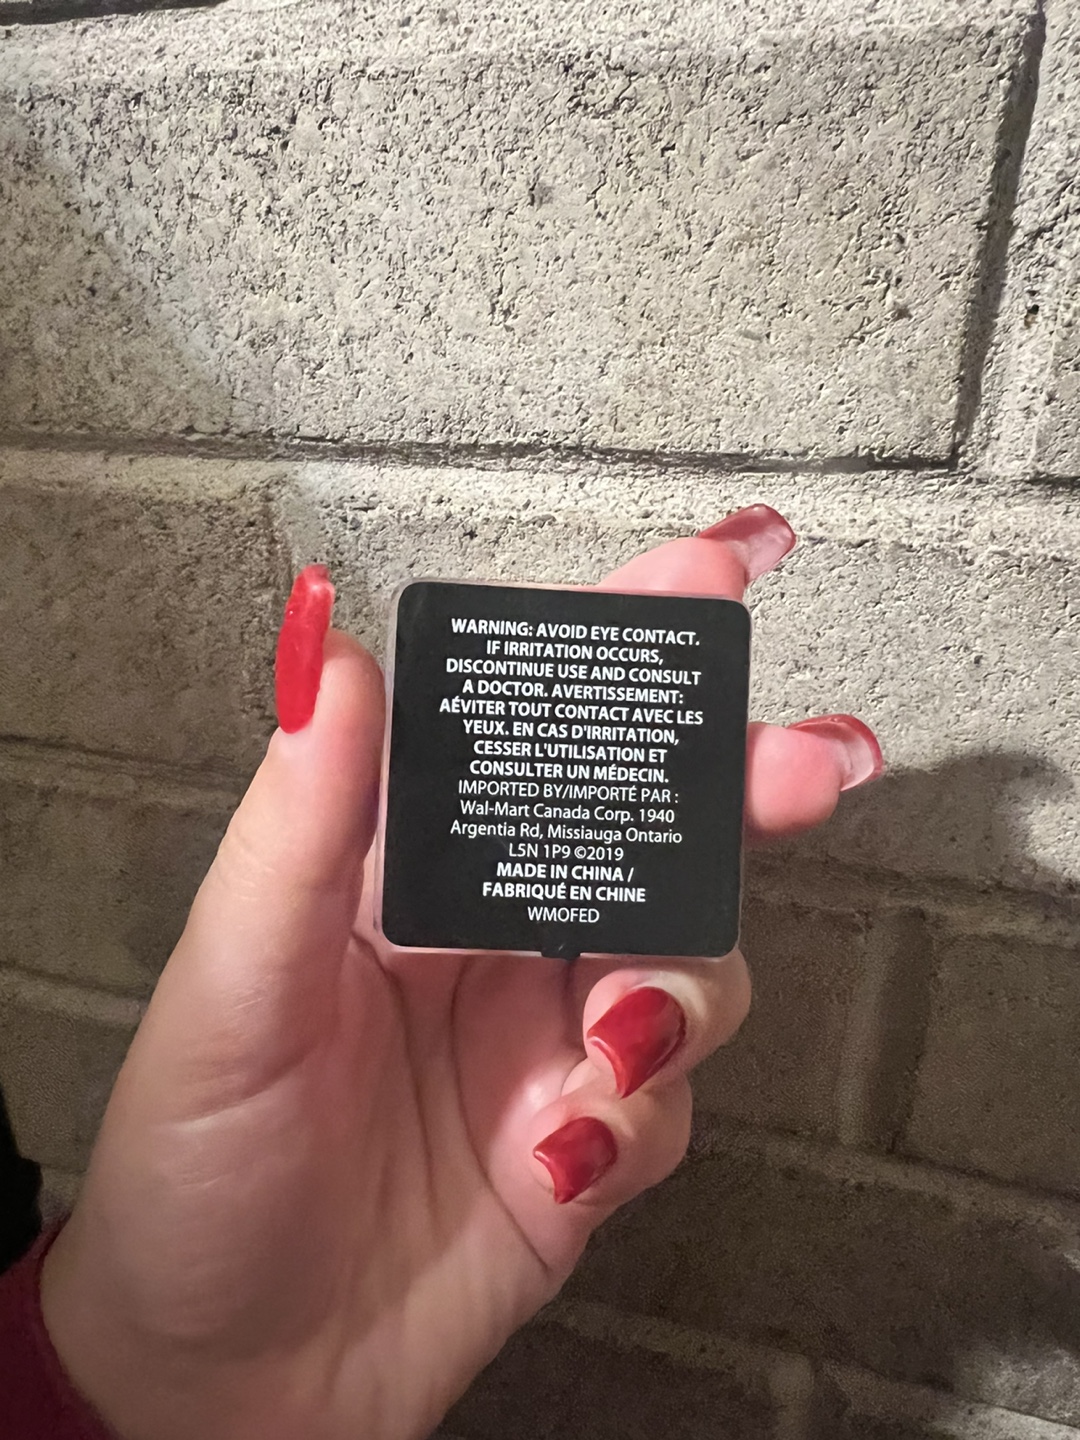 WARNING: AVOID EYE CONTACT.
IF IRRITATION OCCURS,
DISCONTINUE USE AND CONSULT
A DOCTOR. AVERTISSEMENT:
AÉVITER TOUT CONTACT AVEC LES
YEUX. EN CAS D'IRRITATION,
CESSER L'UTILISATION ET
CONSULTER UN MÉDECIN.
IMPORTED BY/IMPORTÉ PAR :
Wal-Mart Canada Corp. 1940
Argentia Rd, Missiauga Ontario
L5N 1P9 ©2019
MADE IN CHINA /
FABRIQUÉ EN CHINE
WMOFED